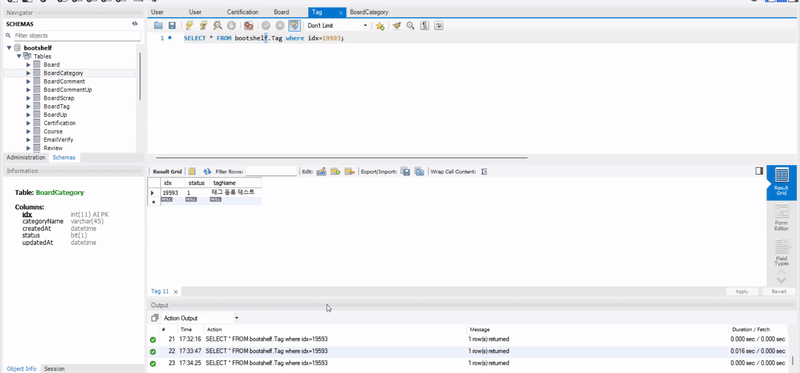 Navigator
SCHEMAS
Filter objects
bootshelf
Tables
Board
BoardCategory
BoardComment
BoardCommentUp
BoardScrap
BoardTag
BoardUp
Certification
Course
EmailVerify
Review
Administration Schemas
Information
Table: BoardCategory
Columns:
idx int(11) AI PK
categoryName varchar(45)
createdAt datetime
status bit(1)
updatedAt datetime
Object Info Session
User User Certification Board Tag BoardCategory
Don't Limit
1 SELECT * FROM bootshelf.Tag where idx=19593;
Result Grid Filter Rows: Edit: Export/Import: Wrap Cell Content:
idx status tagName
19593 1 태그 등록 테스트
NULL NULL NULL
Result Grid
Form Editor
Field Types
Tag 11 Apply Revert
Output
Action Output
# Time Action Message Duration / Fetch
21 17:32:16 SELECT * FROM bootshelf.Tag where idx=19593 1 row(s) returned 0.000 sec / 0.000 sec
22 17:33:47 SELECT * FROM bootshelf.Tag where idx=19593 1 row(s) returned 0.016 sec / 0.000 sec
23 17:34:25 SELECT * FROM bootshelf.Tag where idx=19593 1 row(s) returned 0.000 sec / 0.000 sec